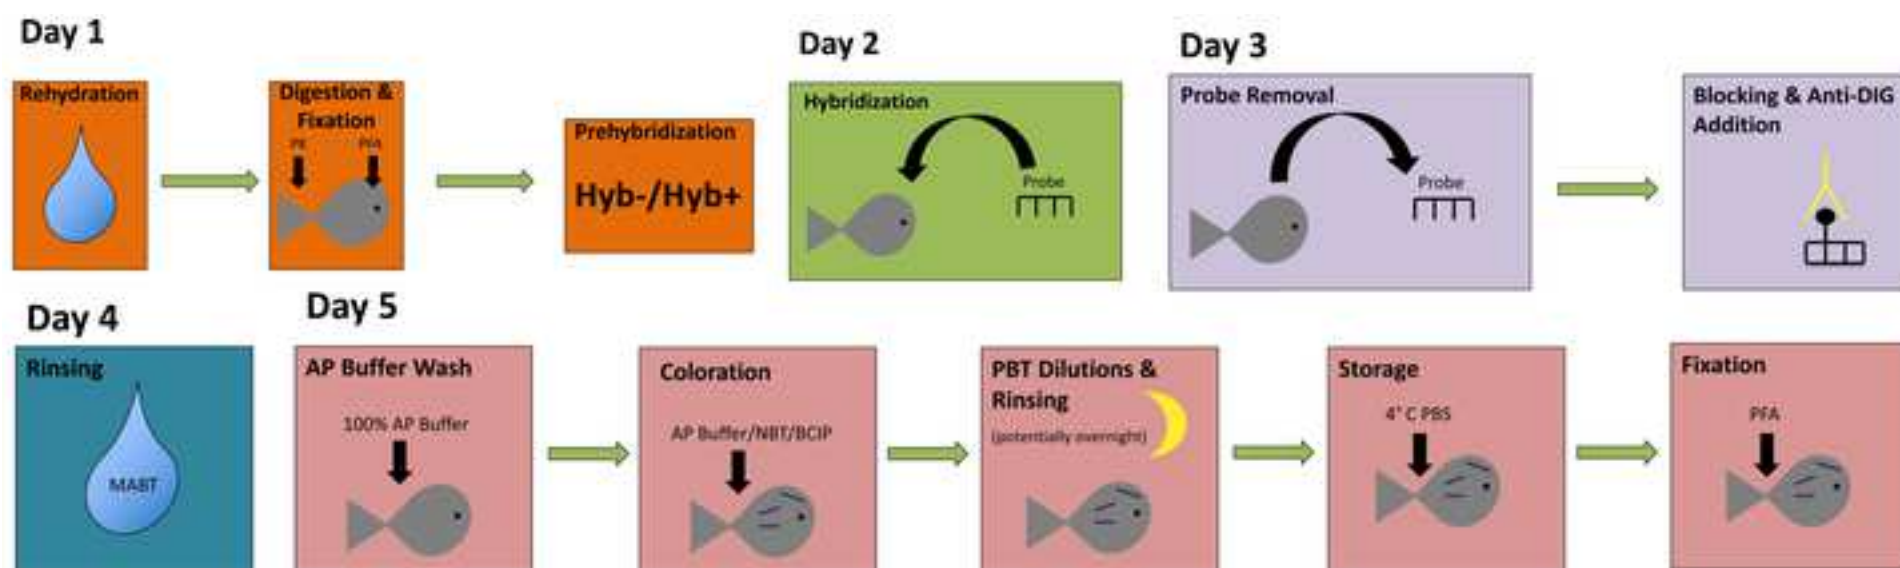 Day 1
Rehydration
Digestion &
Fixation
PK
PFA
Prehybridization
Hyb-/Hyb+
Day 2
Hybridization
Probe
Day 3
Probe Removal
Probe
Blocking & Anti-DIG
Addition
Day 4
Rinsing
MABT
Day 5
AP Buffer Wash
100% AP Buffer
Coloration
AP Buffer/NBT/BCIP
PBT Dilutions &
Rinsing
(potentially overnight)
Storage
4° C PBS
Fixation
PFA